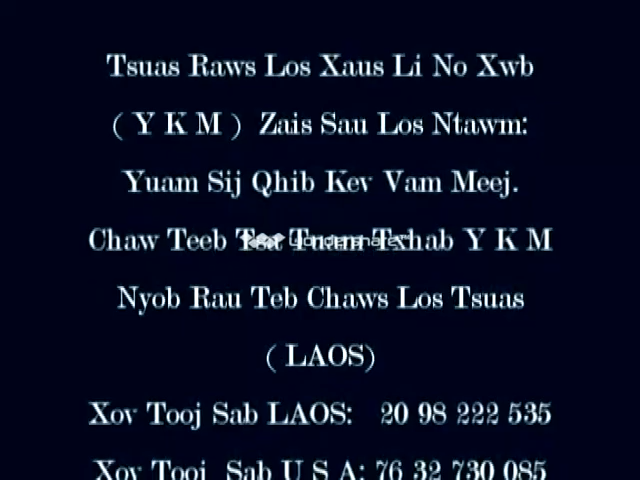 Tsuas Raws Los Xaus Li No Xwb
( Y K M ) Zais Sau Los Ntawm:
Yuam Sij Qhib Kev Vam Meej.
Chaw Teeb Tsa Tuam Txhab Y K M
wondershare
Nyob Rau Teb Chaws Los Tsuas
( LAOS)
Xov Tooj Sab LAOS: 20 98 222 535
Xov Tooj Sab U S A: 76 32 730 085